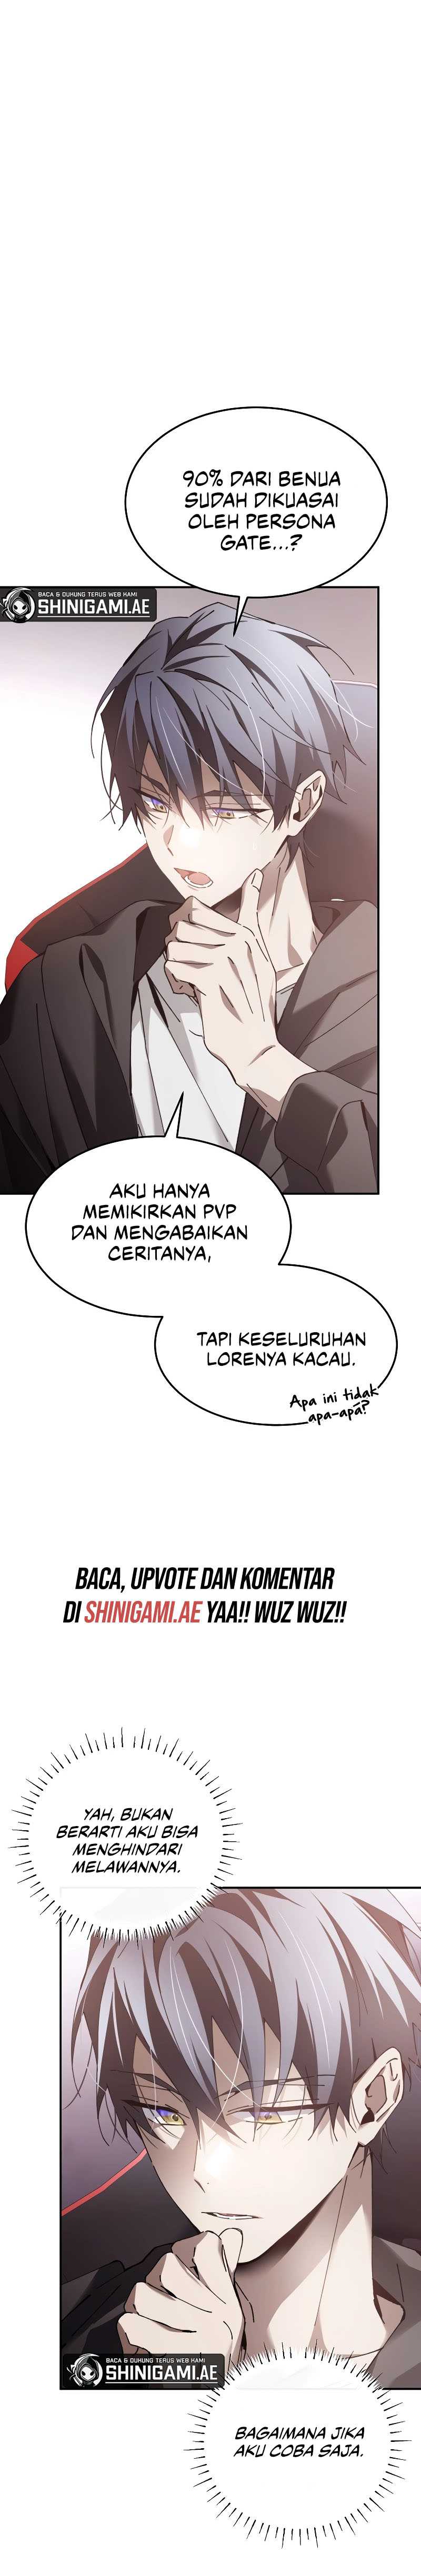 90% DARI BENUA
SUDAH DIKUASAI
OLEH PERSONA
GATE...?
BACA & DUKUNG TERUS WEB KAMI
SHINIGAMI.AE
AKU HANYA
MEMIKIRKAN PVP
DAN MENGABAIKAN
CERITANYA,
TAPI KESELURUHAN
LORENYA KACAU.
Apa ini tidak
apa-apa?
BACA, UPVOTE DAN KOMENTAR
DI SHINIGAMI.AE YAA!! WUZ WUZ!!
YAH, BUKAN
BERARTI AKU BISA
MENGHINDARI
MELAWANNYA.
BACA & DUKUNG TERUS WEB KAMI
SHINIGAMI.AE
BAGAIMANA JIKA
AKU COBA SAJA.